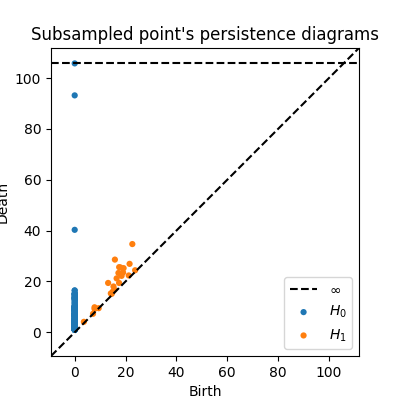 Subsampled point's persistence diagrams
100
80
60
40
20
0
Death
0 20 40 60 80 100
Birth
∞
H₀
H₁